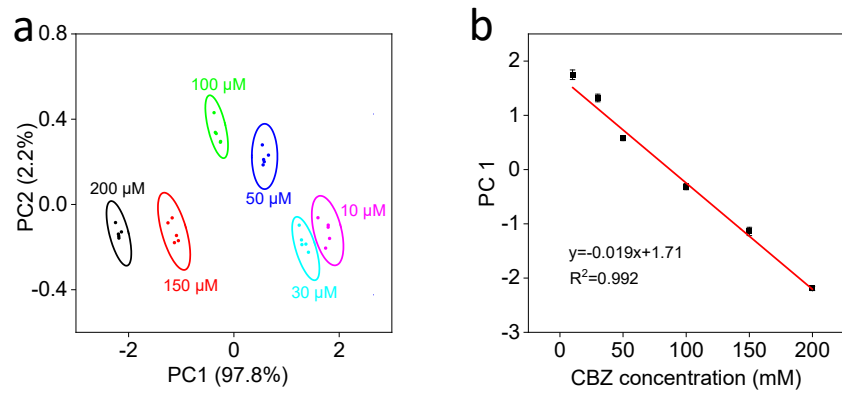 a
0.8
0.4
0.0
-0.4
PC2 (2.2%)
100 µM
50 µM
200 µM
150 µM
10 µM
30 µM
-2
0
2
PC1 (97.8%)
b
2
1
0
-1
-2
-3
PC 1
y=-0.019x+1.71
R²=0.992
0
50
100
150
200
CBZ concentration (mM)